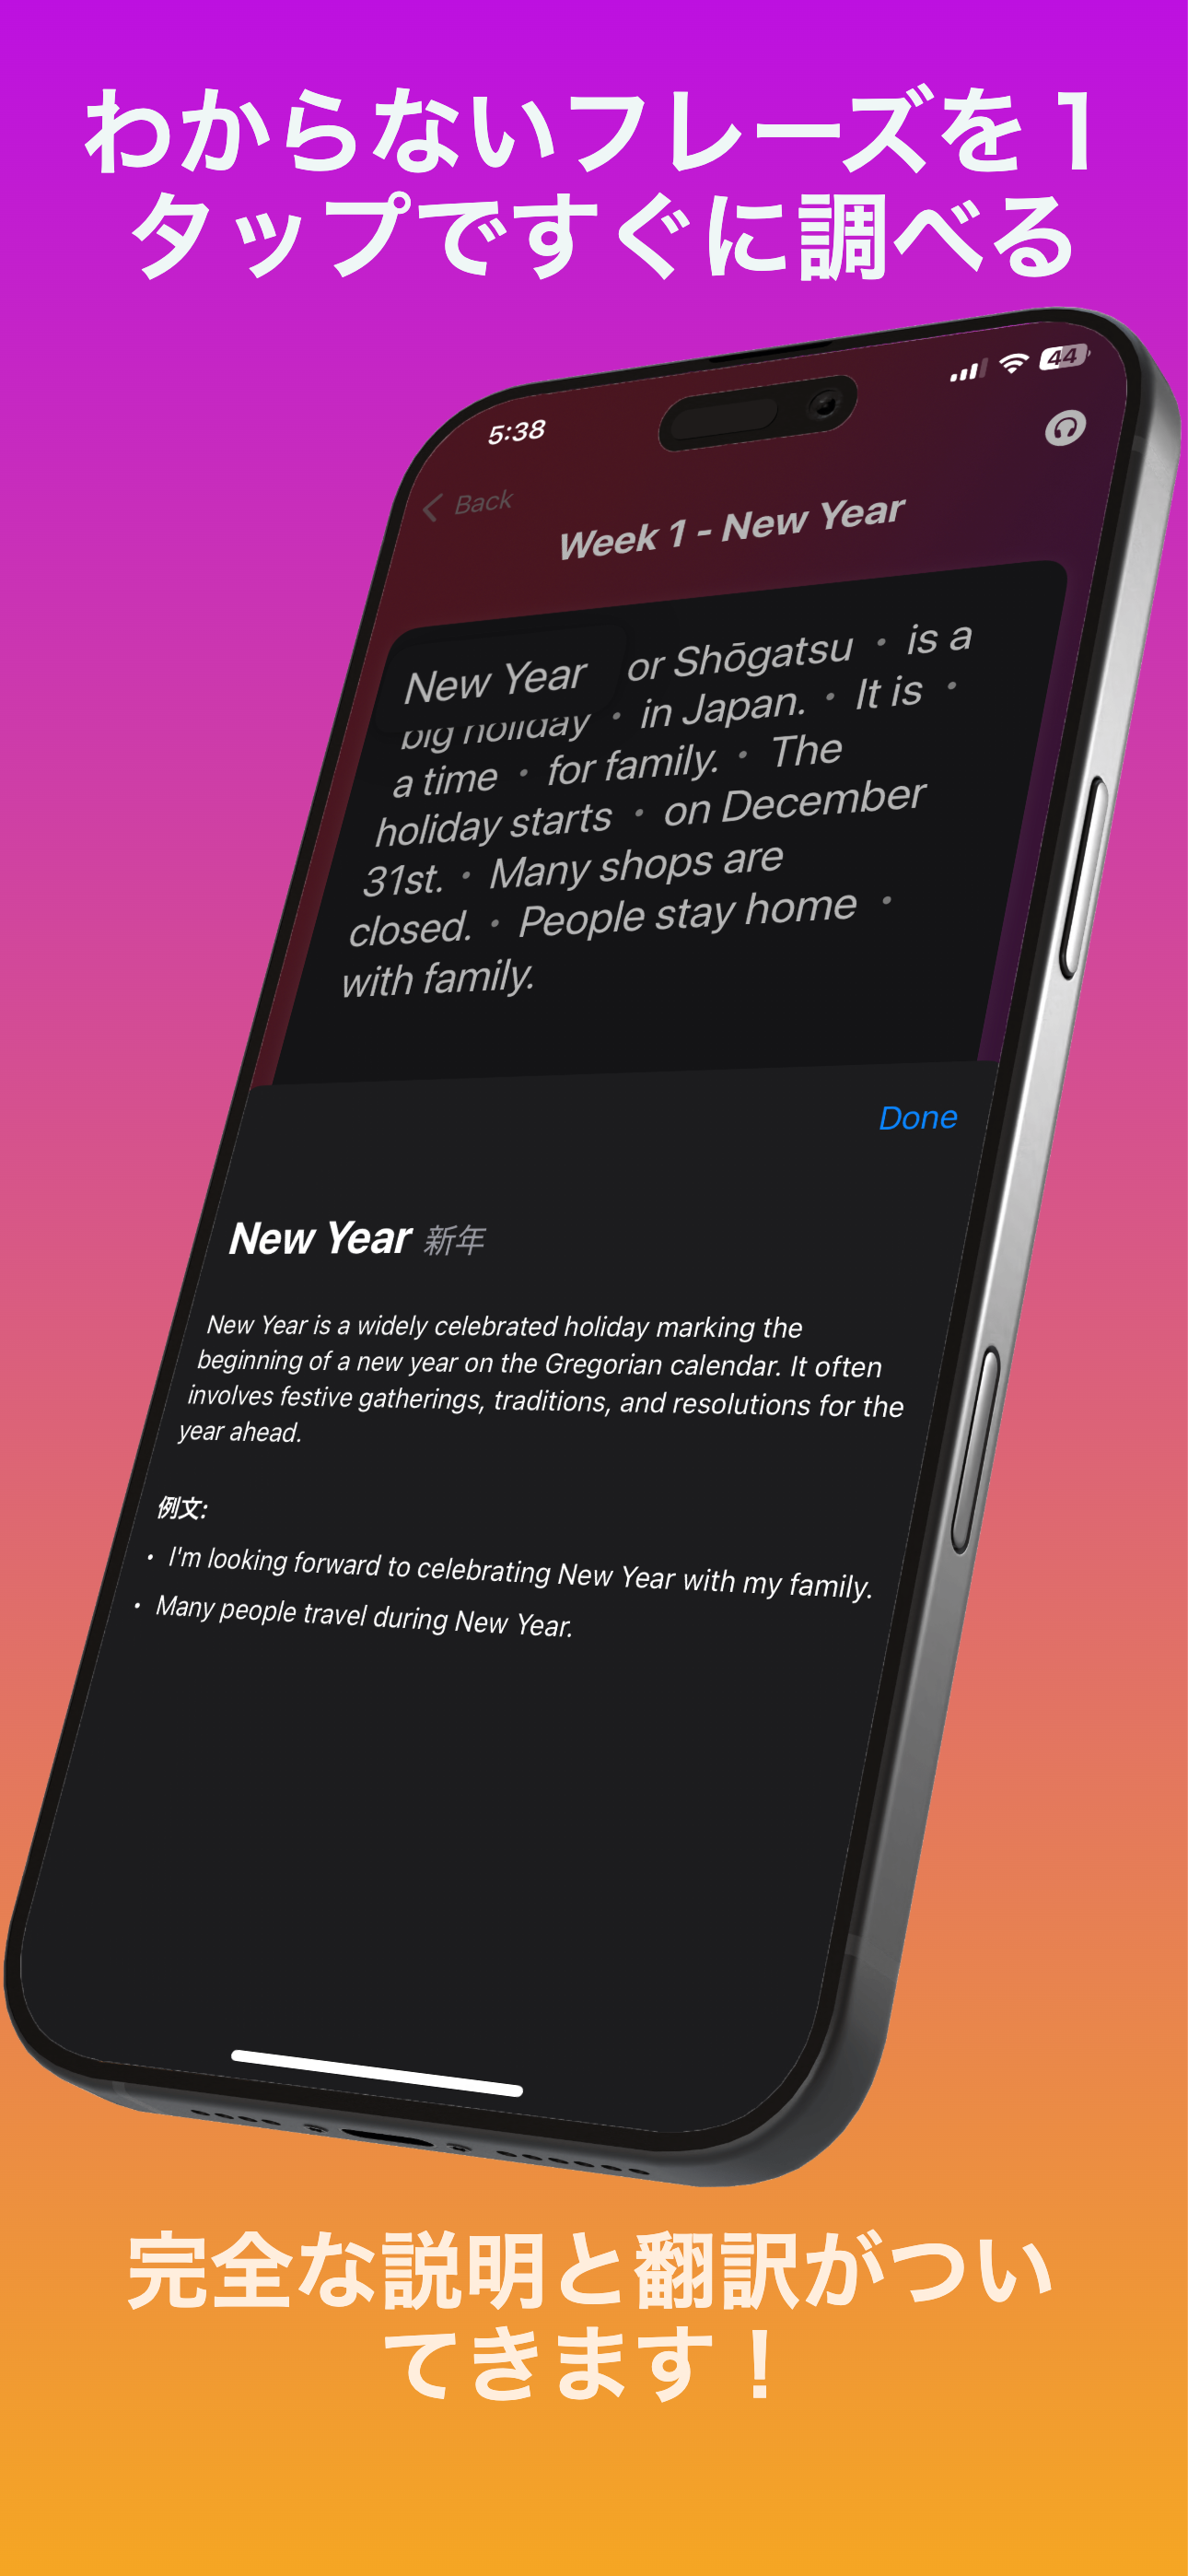 わからないフレーズを１
タップですぐに調べる
5:38
44
Back
Week 1 - New Year
New Year or Shōgatsu • is a
big holiday • in Japan. • It is •
a time • for family. • The
holiday starts • on December
31st. • Many shops are
closed. • People stay home •
with family.
Done
New Year 新年
New Year is a widely celebrated holiday marking the
beginning of a new year on the Gregorian calendar. It often
involves festive gatherings, traditions, and resolutions for the
year ahead.
例文:
• I'm looking forward to celebrating New Year with my family.
• Many people travel during New Year.
完全な説明と翻訳がつい
てきます！